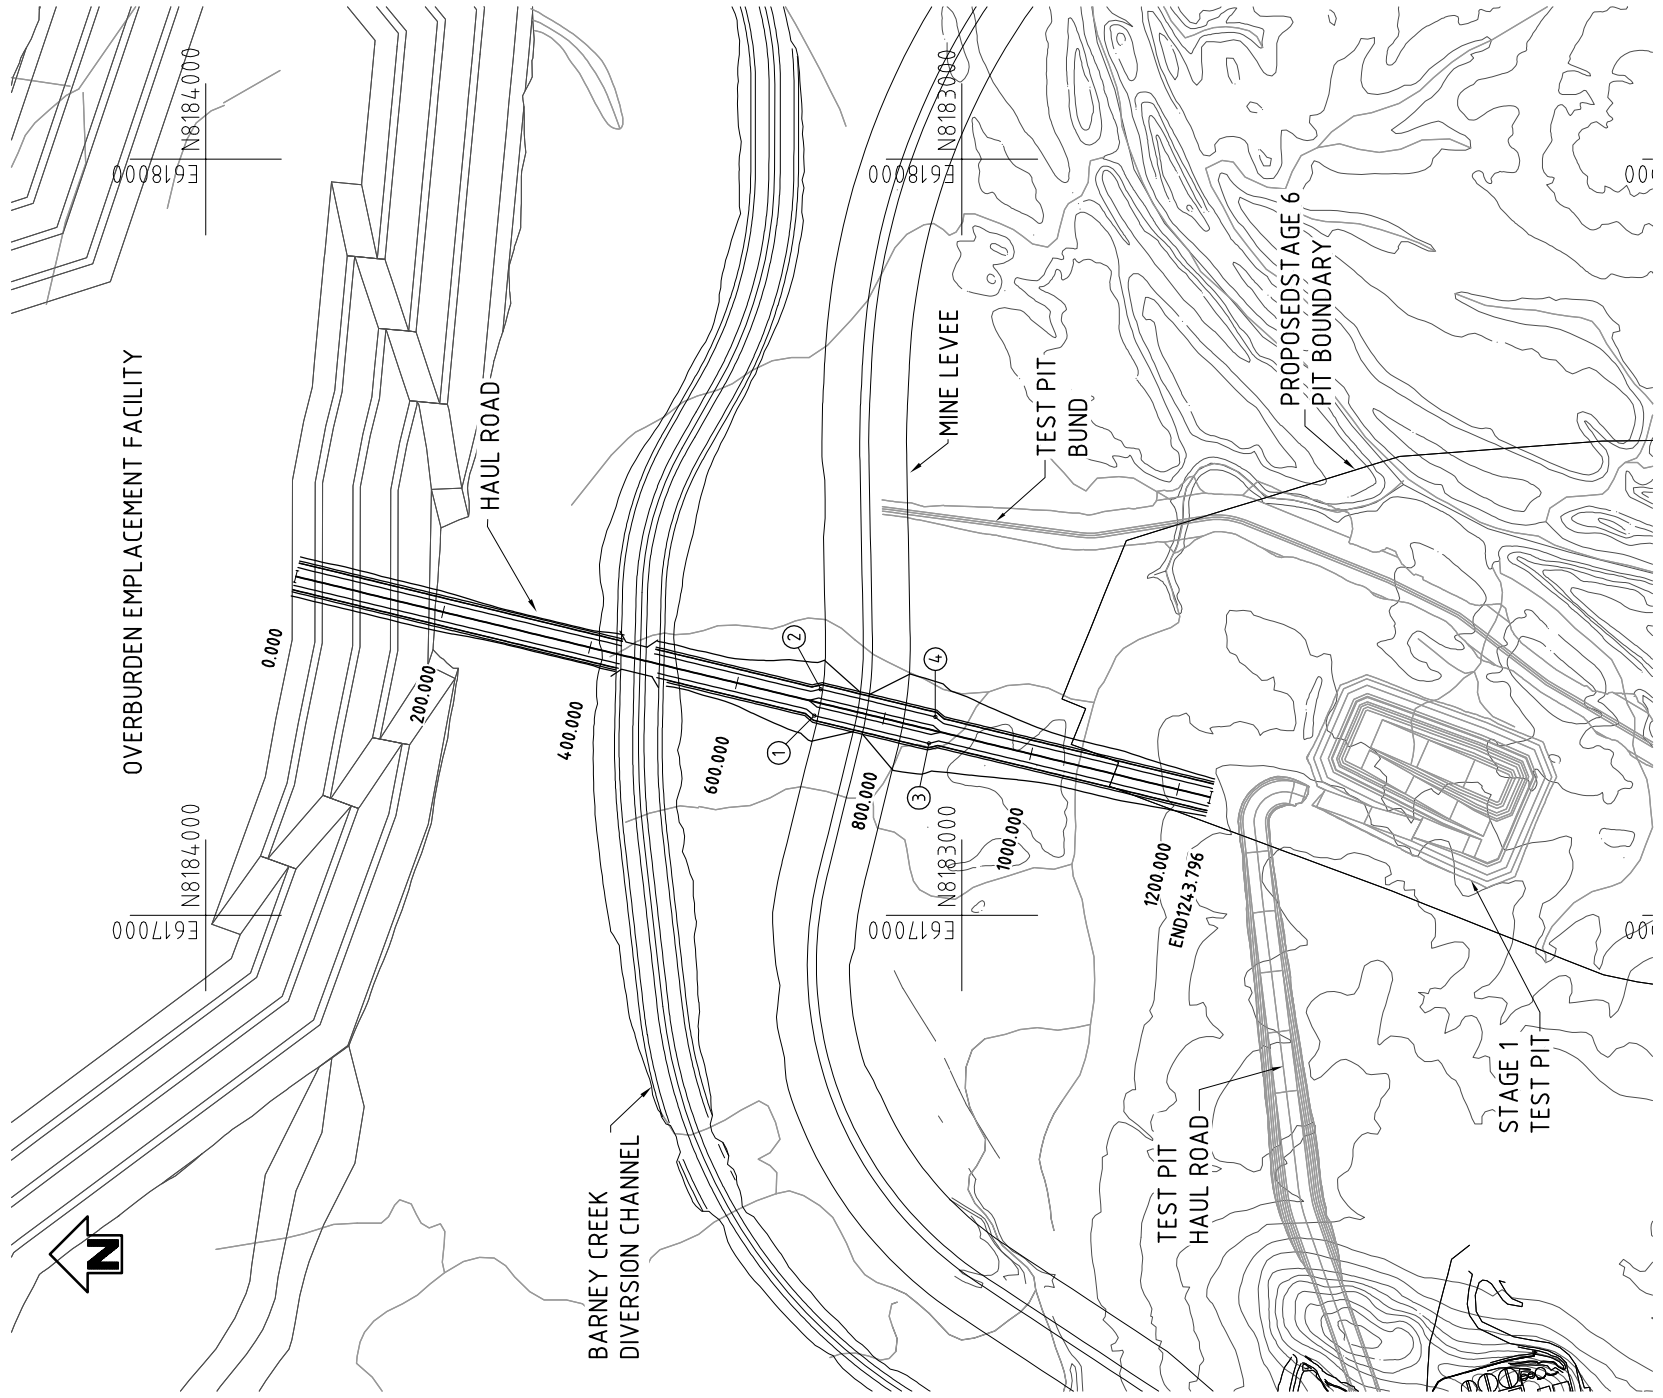 OVERBURDEN EMPLACEMENT FACILITY
N8184000
E618000
N8183000
E618000
N8184000
E617000
N8183000
E617000
HAUL ROAD
MINE LEVEE
TEST PIT
BUND
PROPOSEDSTAGE 6
PIT BOUNDARY
0.000
200.000
400.000
600.000
800.000
1000.000
1200.000
END1243.796
1
2
3
4
BARNEY CREEK
DIVERSION CHANNEL
TEST PIT
HAUL ROAD
STAGE 1
TEST PIT
N